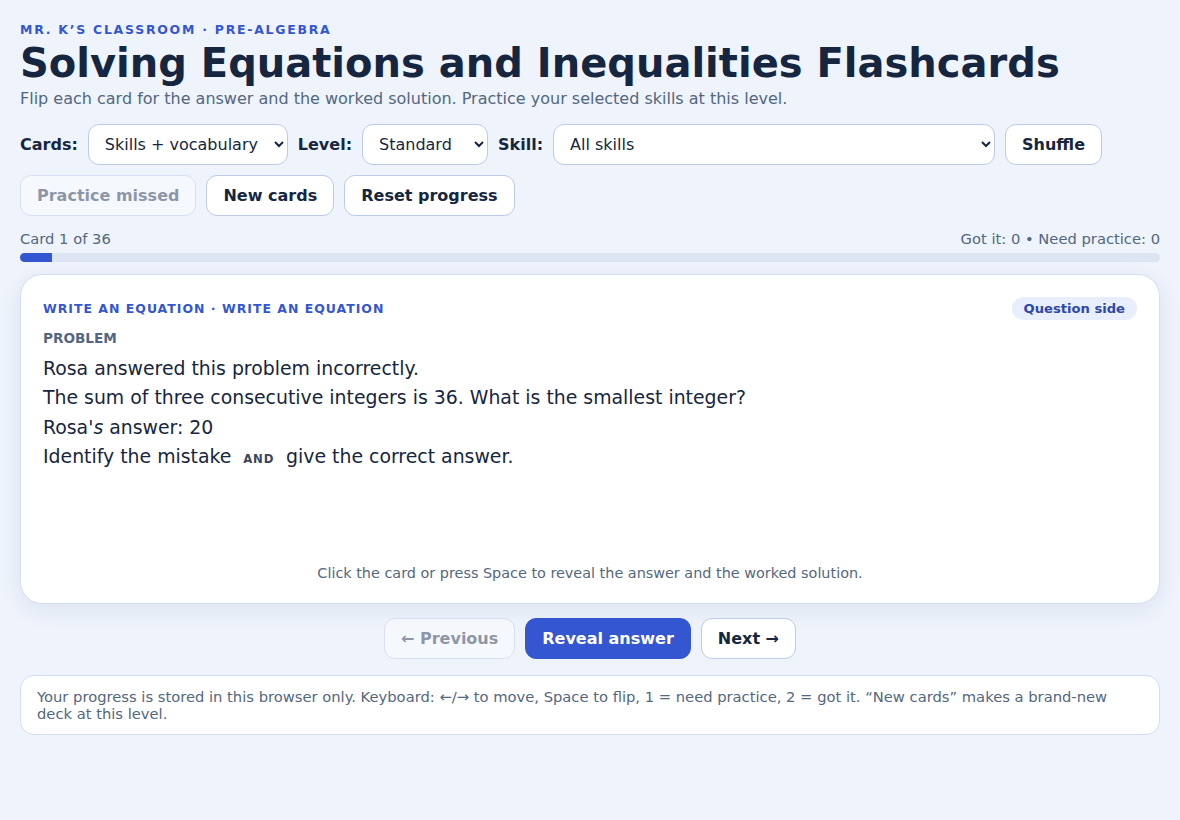 MR. K’S CLASSROOM · PRE-ALGEBRA
Solving Equations and Inequalities Flashcards
Flip each card for the answer and the worked solution. Practice your selected skills at this level.
Cards: Skills + vocabulary Level: Standard Skill: All skills Shuffle
Practice missed New cards Reset progress
Card 1 of 36 Got it: 0 • Need practice: 0
WRITE AN EQUATION · WRITE AN EQUATION Question side
PROBLEM
Rosa answered this problem incorrectly.
The sum of three consecutive integers is 36. What is the smallest integer?
Rosa's answer: 20
Identify the mistake AND give the correct answer.
Click the card or press Space to reveal the answer and the worked solution.
← Previous Reveal answer Next →
Your progress is stored in this browser only. Keyboard: ←/→ to move, Space to flip, 1 = need practice, 2 = got it. “New cards” makes a brand-new
deck at this level.